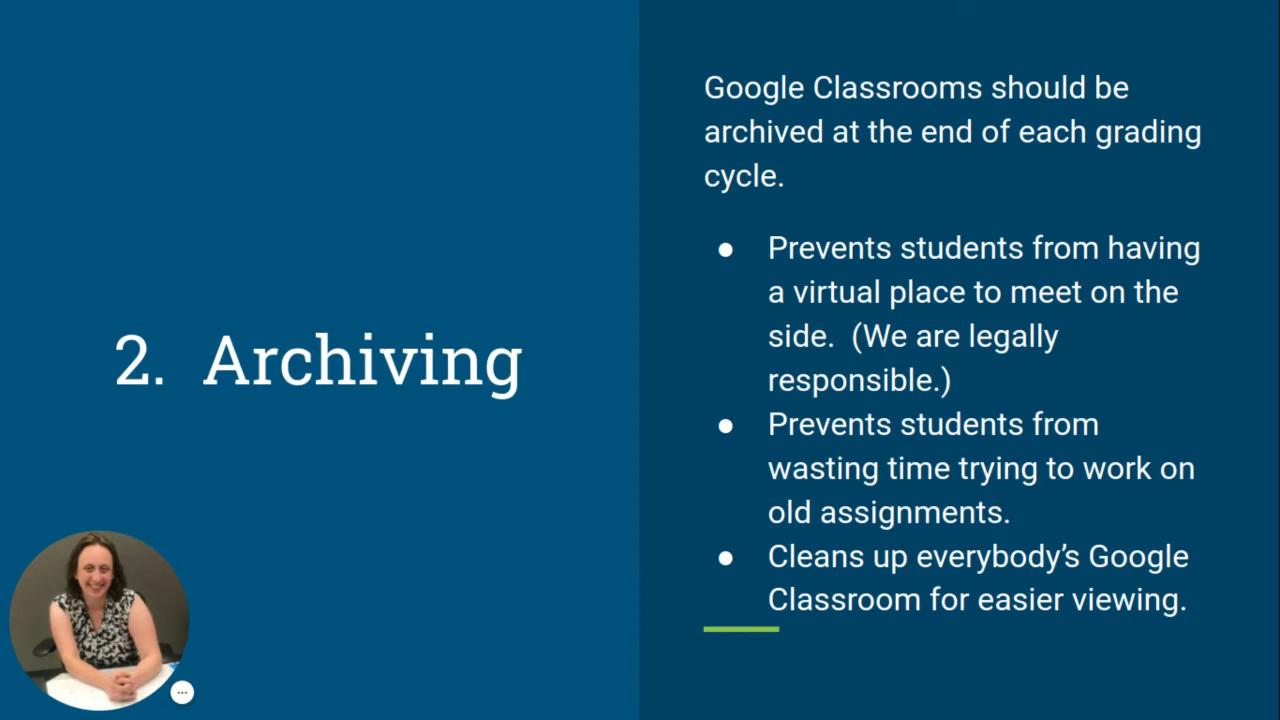 2. Archiving
Google Classrooms should be
archived at the end of each grading
cycle.
● Prevents students from having
a virtual place to meet on the
side. (We are legally
responsible.)
● Prevents students from
wasting time trying to work on
old assignments.
● Cleans up everybody’s Google
Classroom for easier viewing.